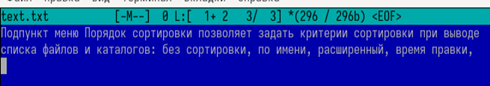 text.txt [-M--] 0 L:[ 1+ 2 3/ 3] *(296 / 296b) <EOF>
Подпункт меню Порядок сортировки позволяет задать критерии сортировки при выводе
списка файлов и каталогов: без сортировки, по имени, расширенный, время правки,